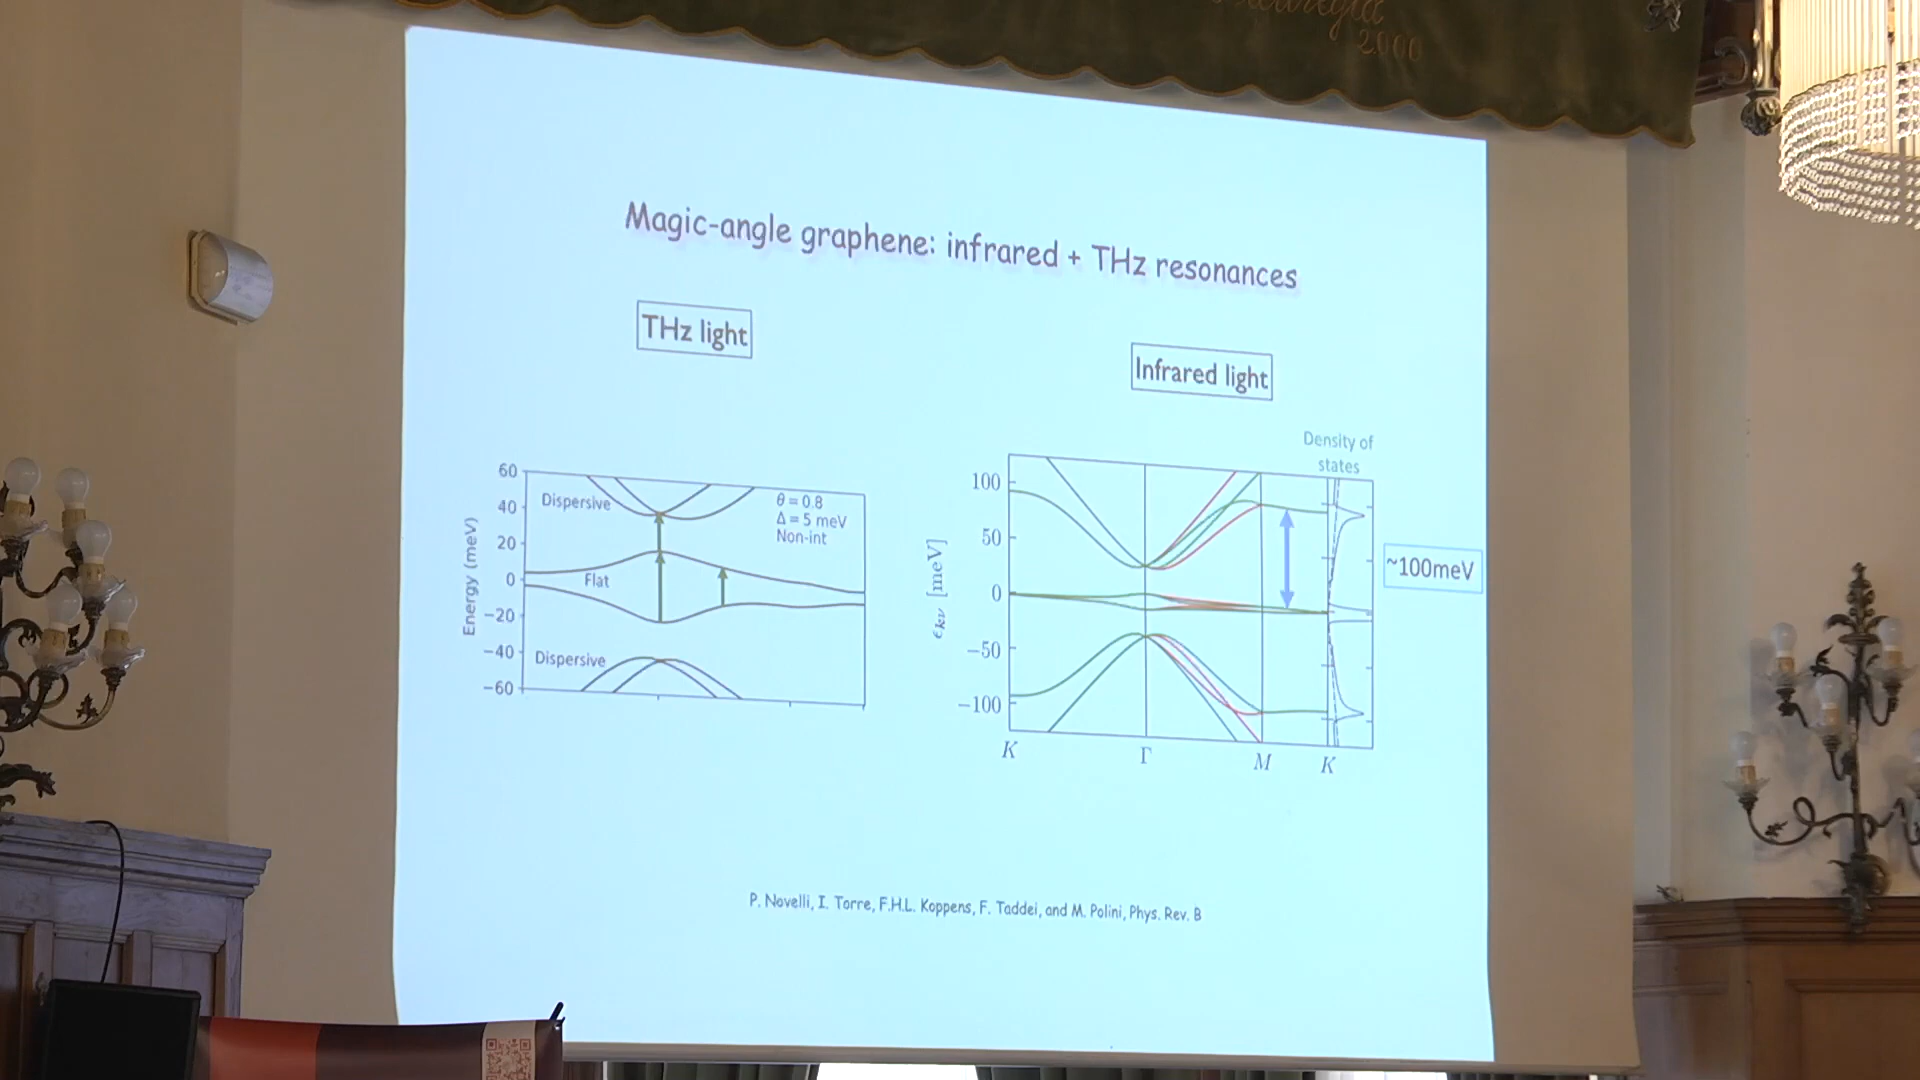 2000
Magic-angle graphene: infrared + THz resonances
THz light
Infrared light
Density of
states
60
40
20
0
−20
−40
−60
Energy (meV)
Dispersive
Flat
Dispersive
θ = 0.8
Δ = 5 meV
Non-int
100
50
0
−50
−100
ϵkν [meV]
K
Γ
M
K
~100meV
P. Novelli, I. Torre, F.H.L. Koppens, F. Taddei, and M. Polini, Phys. Rev. B